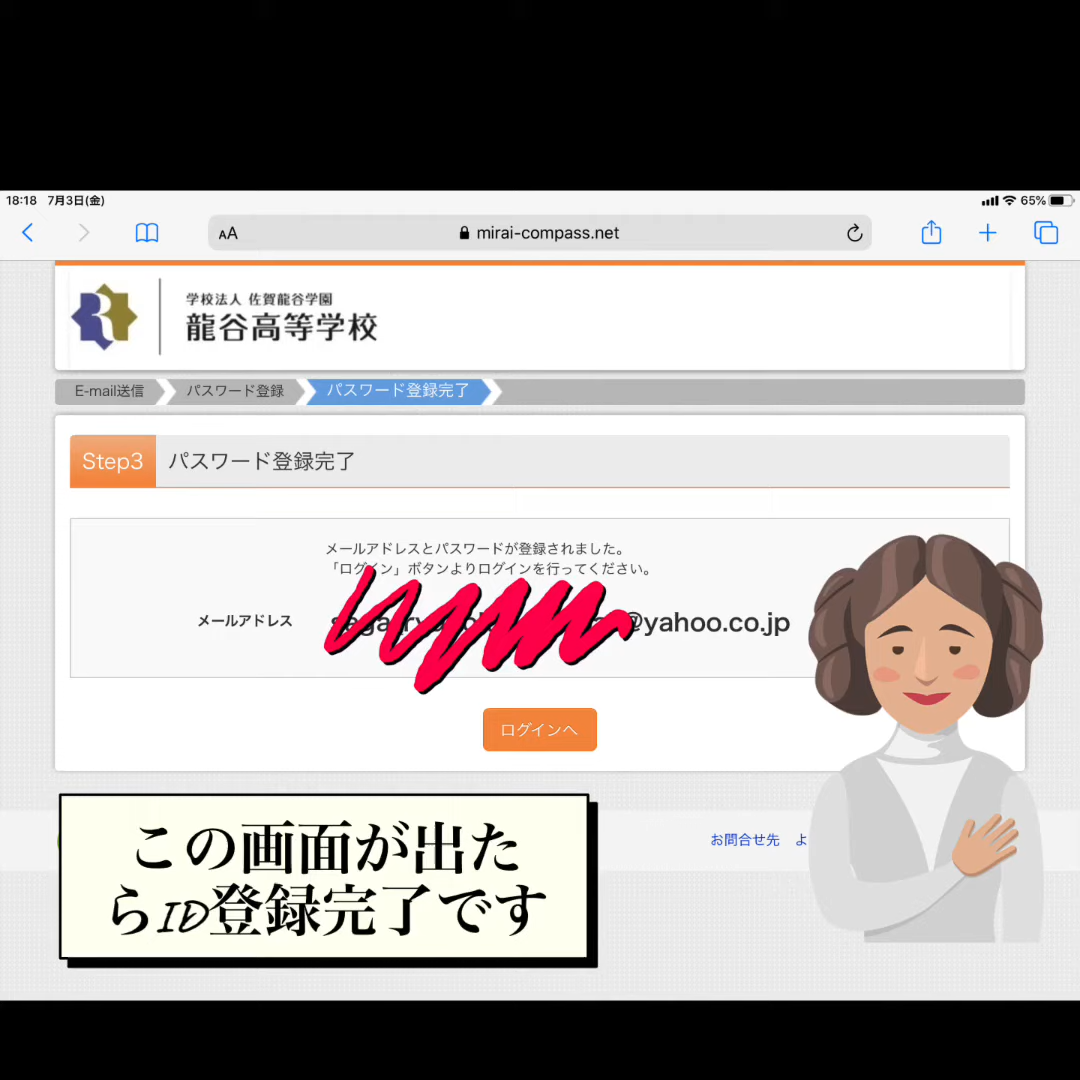 18:18 7月3日(金)
65%
AA
mirai-compass.net
学校法人 佐賀龍谷学園
龍谷高等学校
E-mail送信
パスワード登録
パスワード登録完了
Step3
パスワード登録完了
メールアドレスとパスワードが登録されました。
「ログイン」ボタンよりログインを行ってください。
メールアドレス
@yahoo.co.jp
ログインへ
お問合せ先 よ
この画面が出た
らID登録完了です